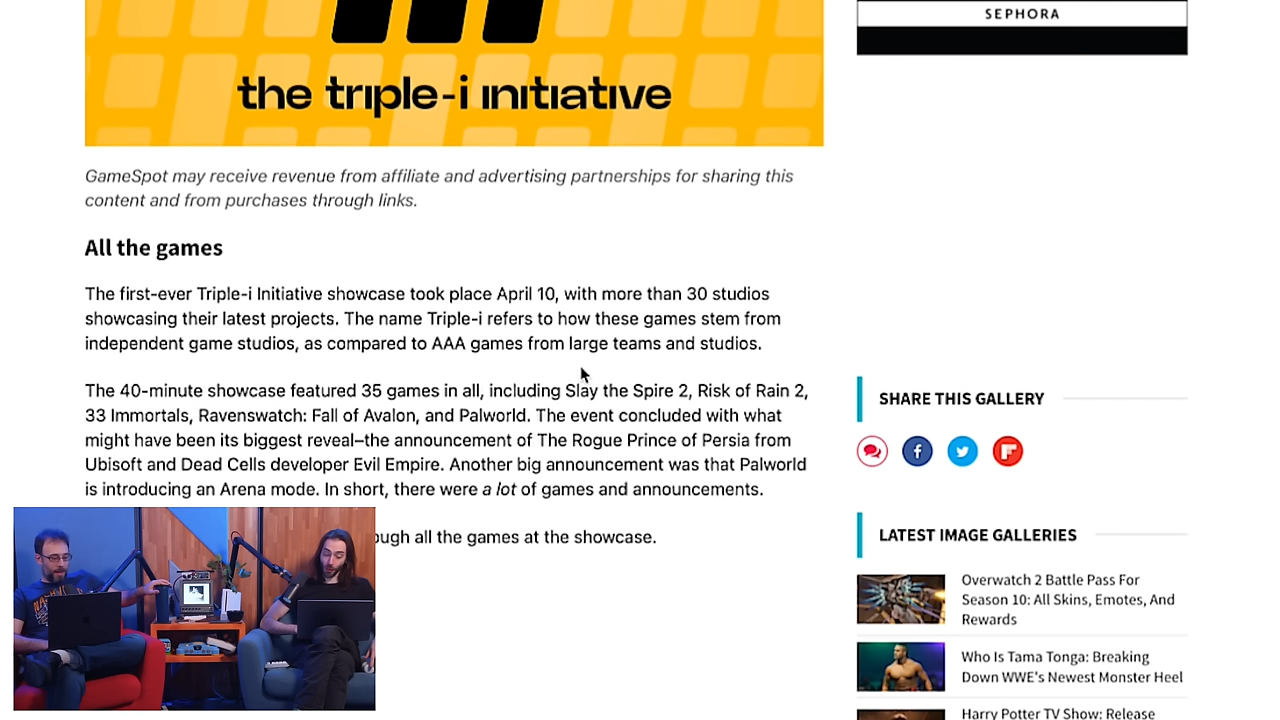 the triple-i initiative
GameSpot may receive revenue from affiliate and advertising partnerships for sharing this
content and from purchases through links.
All the games
The first-ever Triple-i Initiative showcase took place April 10, with more than 30 studios
showcasing their latest projects. The name Triple-i refers to how these games stem from
independent game studios, as compared to AAA games from large teams and studios.
The 40-minute showcase featured 35 games in all, including Slay the Spire 2, Risk of Rain 2,
33 Immortals, Ravenswatch: Fall of Avalon, and Palworld. The event concluded with what
might have been its biggest reveal–the announcement of The Rogue Prince of Persia from
Ubisoft and Dead Cells developer Evil Empire. Another big announcement was that Palworld
is introducing an Arena mode. In short, there were a lot of games and announcements.
all the games at the showcase.
SEPHORA
SHARE THIS GALLERY
LATEST IMAGE GALLERIES
Overwatch 2 Battle Pass For
Season 10: All Skins, Emotes, And
Rewards
Who Is Tama Tonga: Breaking
Down WWE's Newest Monster Heel
Harry Potter TV Show: Release